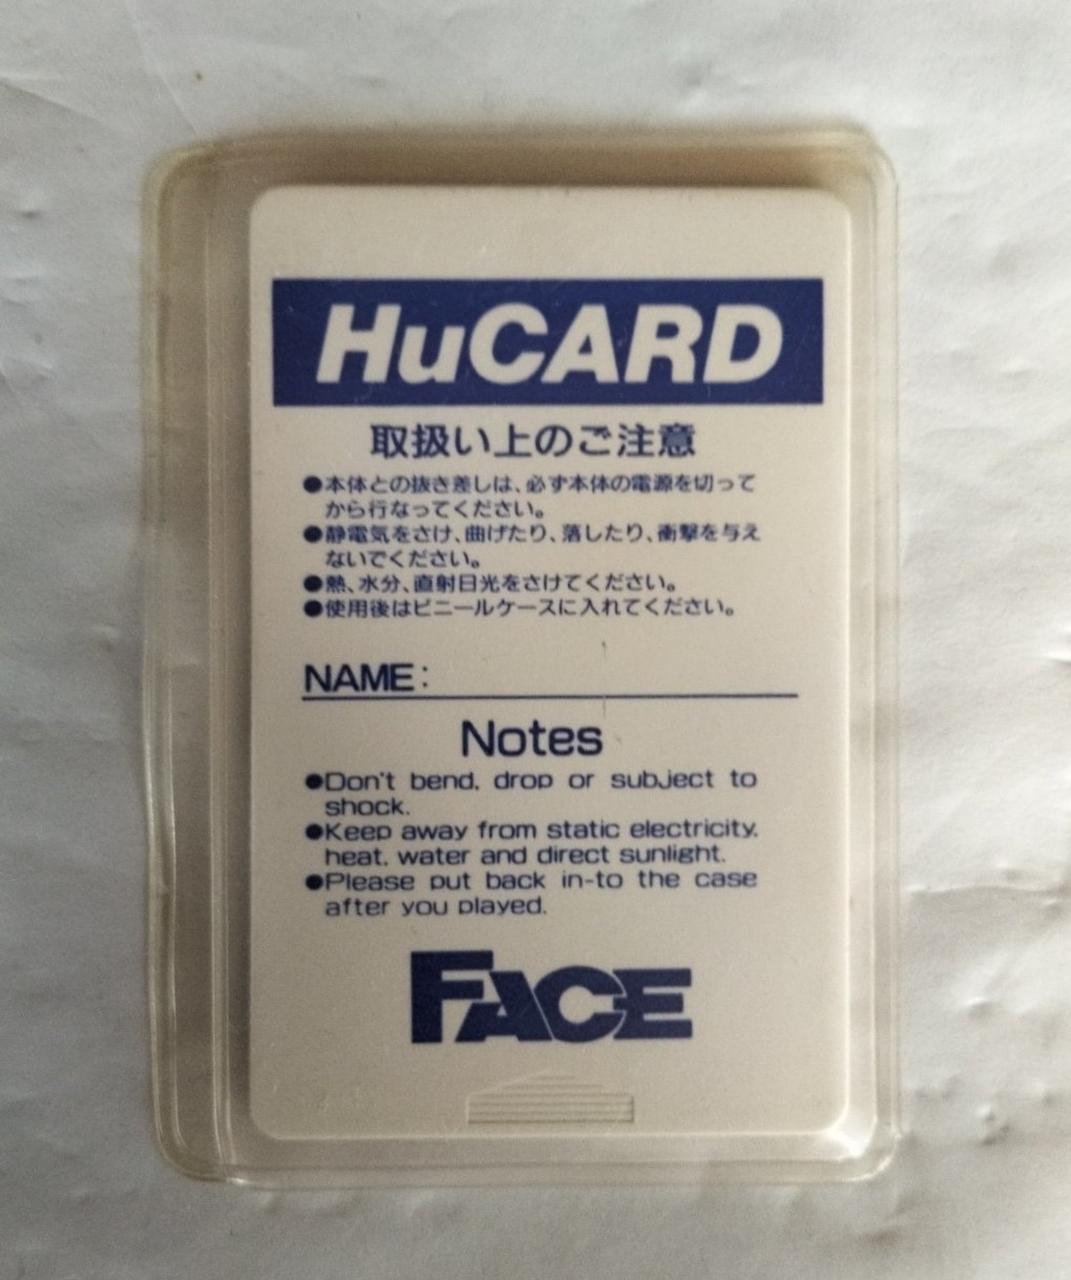 HuCARD
取扱い上のご注意
●本体との抜き差しは、必ず本体の電源を切って
から行なってください。
●静電気をさけ、曲げたり、落したり、衝撃を与え
ないでください。
●熱、水分、直射日光をさけてください。
●使用後はビニールケースに入れてください。
NAME:
Notes
●Don't bend, drop or subject to
shock.
●Keep away from static electricity,
heat, water and direct sunlight.
●Please put back in-to the case
after you played.
FACE